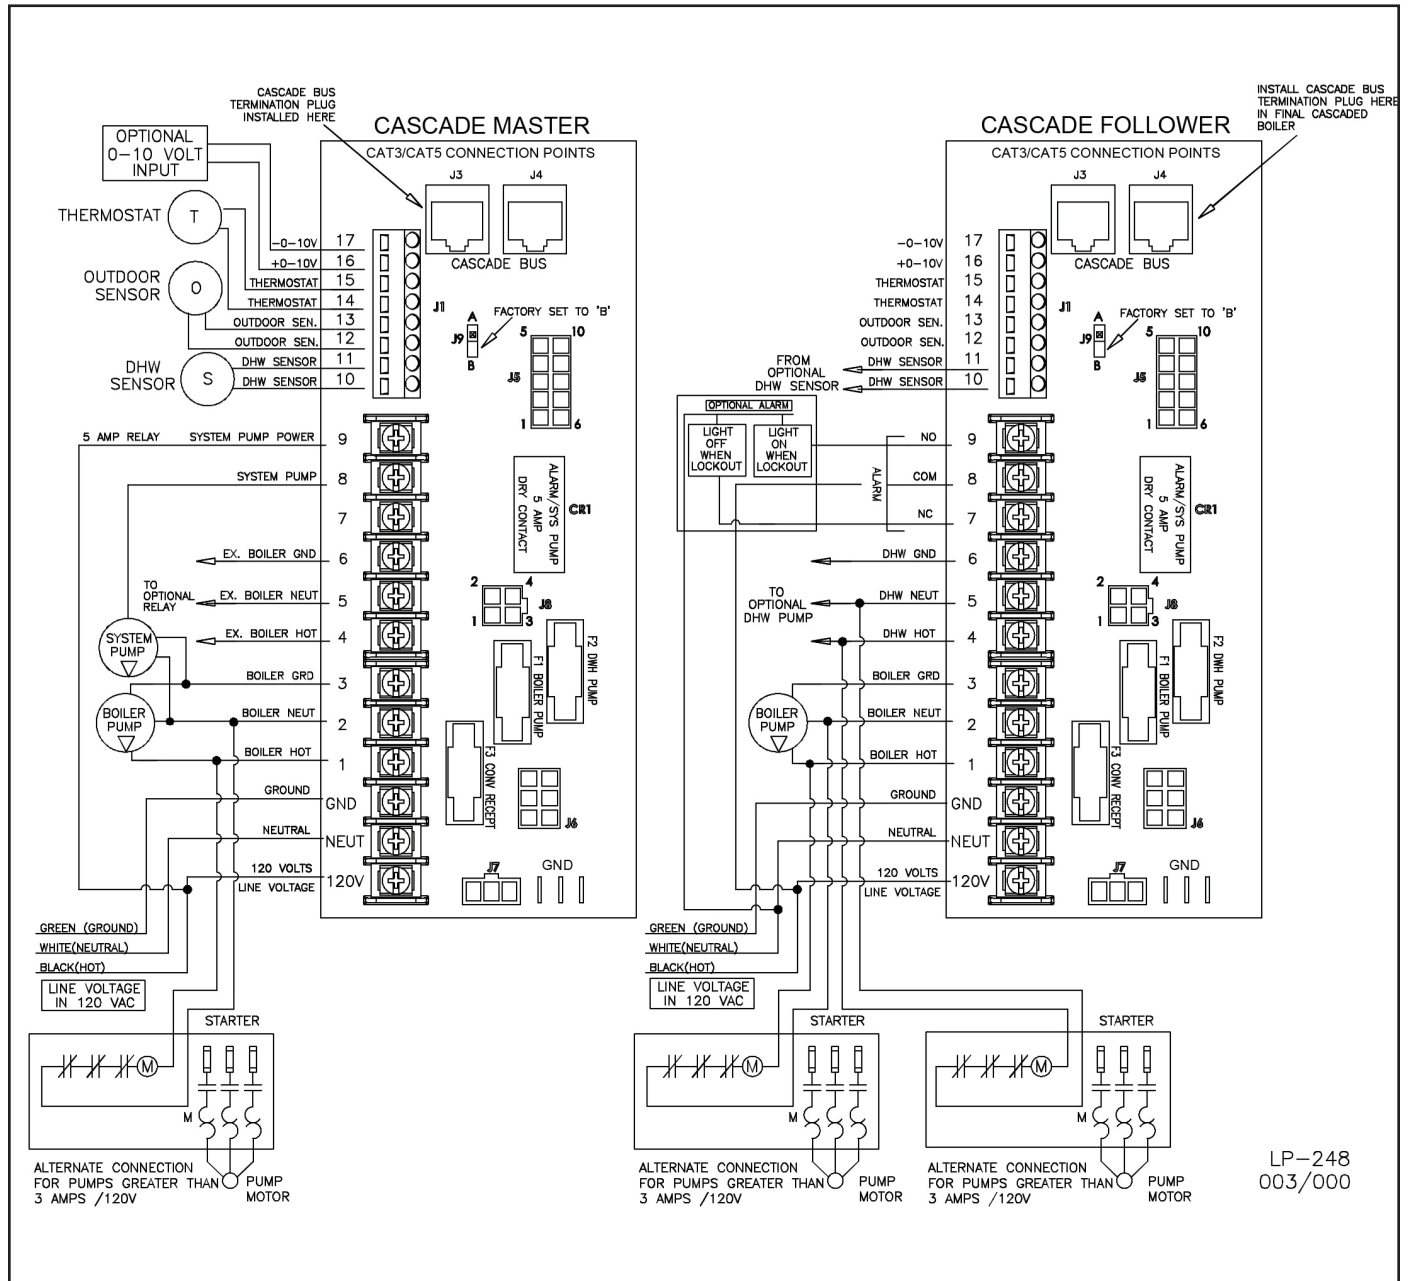 CASCADE BUS
TERMINATION PLUG
INSTALLED HERE
CASCADE MASTER
CAT3/CAT5 CONNECTION POINTS
J3
J4
OPTIONAL
0-10 VOLT
INPUT
THERMOSTAT
T
OUTDOOR
SENSOR
O
DHW
SENSOR
S
-0-10V
17
+0-10V
16
THERMOSTAT
15
THERMOSTAT
14
OUTDOOR SEN.
13
OUTDOOR SEN.
12
DHW SENSOR
11
DHW SENSOR
10
CASCADE BUS
J1
A
J9
B
FACTORY SET TO 'B'
5
10
J5
1
6
5 AMP RELAY
SYSTEM PUMP POWER
9
SYSTEM PUMP
8
7
EX. BOILER GND
6
TO
OPTIONAL
RELAY
EX. BOILER NEUT
5
EX. BOILER HOT
4
SYSTEM
PUMP
BOILER GRD
3
BOILER
PUMP
BOILER NEUT
2
BOILER HOT
1
GROUND
GND
NEUTRAL
NEUT
120 VOLTS
LINE VOLTAGE
120V
ALARM/SYS PUMP
5 AMP
DRY CONTACT
CR1
2
4
J8
1
3
F2 DWH PUMP
F1 BOILER PUMP
F3 CONV RECEPT
J6
J7
GND
GREEN (GROUND)
WHITE(NEUTRAL)
BLACK(HOT)
LINE VOLTAGE
IN 120 VAC
STARTER
M
M
ALTERNATE CONNECTION
FOR PUMPS GREATER THAN
3 AMPS /120V
PUMP
MOTOR
INSTALL CASCADE BUS
TERMINATION PLUG HERE
IN FINAL CASCADED
BOILER
CASCADE FOLLOWER
CAT3/CAT5 CONNECTION POINTS
J3
J4
-0-10V
17
+0-10V
16
THERMOSTAT
15
THERMOSTAT
14
OUTDOOR SEN.
13
OUTDOOR SEN.
12
FROM
OPTIONAL
DHW SENSOR
DHW SENSOR
11
DHW SENSOR
10
CASCADE BUS
J1
A
J9
B
FACTORY SET TO 'B'
5
10
J5
1
6
OPTIONAL ALARM
LIGHT
OFF
WHEN
LOCKOUT
LIGHT
ON
WHEN
LOCKOUT
ALARM
NO
9
COM
8
NC
7
DHW GND
6
TO
OPTIONAL
DHW PUMP
DHW NEUT
5
DHW HOT
4
BOILER GRD
3
BOILER
PUMP
BOILER NEUT
2
BOILER HOT
1
GROUND
GND
NEUTRAL
NEUT
120 VOLTS
LINE VOLTAGE
120V
ALARM/SYS PUMP
5 AMP
DRY CONTACT
CR1
2
4
J8
1
3
F2 DWH PUMP
F1 BOILER PUMP
F3 CONV RECEPT
J6
J7
GND
GREEN (GROUND)
WHITE(NEUTRAL)
BLACK(HOT)
LINE VOLTAGE
IN 120 VAC
STARTER
M
M
ALTERNATE CONNECTION
FOR PUMPS GREATER THAN
3 AMPS /120V
PUMP
MOTOR
STARTER
M
M
ALTERNATE CONNECTION
FOR PUMPS GREATER THAN
3 AMPS /120V
PUMP
MOTOR
LP-248
003/000